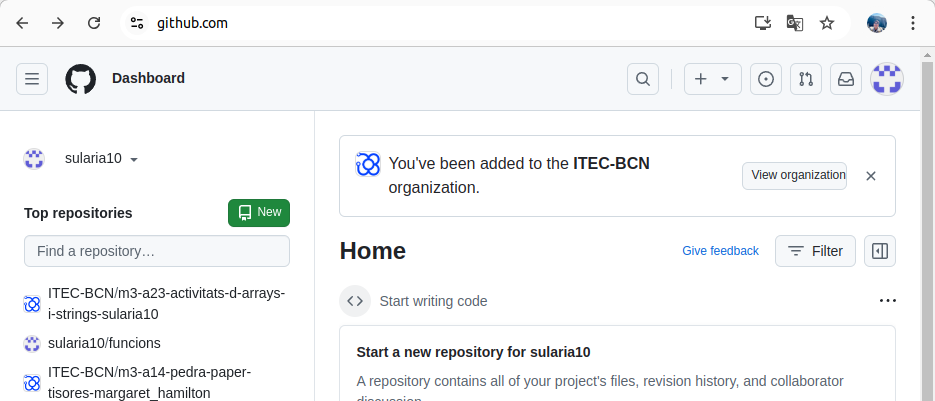 github.com
Dashboard
sularia10
You've been added to the ITEC-BCN
organization.
View organization
Top repositories
New
Find a repository…
Home
Give feedback
Filter
ITEC-BCN/m3-a23-activitats-d-arrays-
i-strings-sularia10
sularia10/funcions
ITEC-BCN/m3-a14-pedra-paper-
tisores-margaret_hamilton
Start writing code
Start a new repository for sularia10
A repository contains all of your project's files, revision history, and collaborator
discussion.